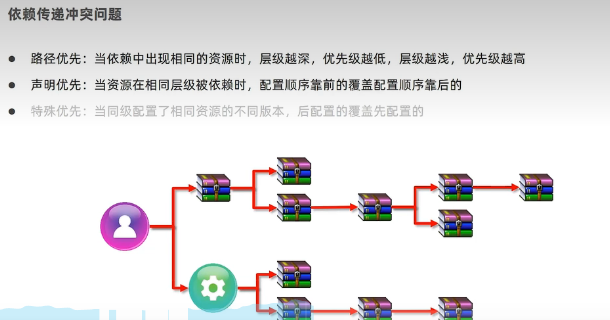 依赖传递冲突问题
● 路径优先：当依赖中出现相同的资源时，层级越深，优先级越低，层级越浅，优先级越高
● 声明优先：当资源在相同层级被依赖时，配置顺序靠前的覆盖配置顺序靠后的
● 特殊优先：当同级配置了相同资源的不同版本，后配置的覆盖先配置的